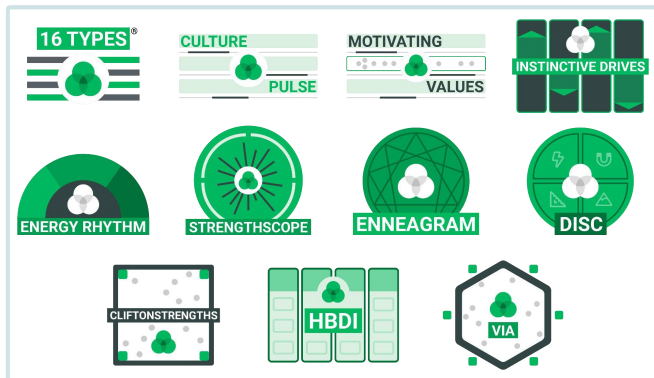 16 TYPES®
CULTURE
PULSE
MOTIVATING
VALUES
INSTINCTIVE DRIVES
ENERGY RHYTHM
STRENGTHSCOPE
ENNEAGRAM
DISC
CLIFTONSTRENGTHS
HBDI
VIA